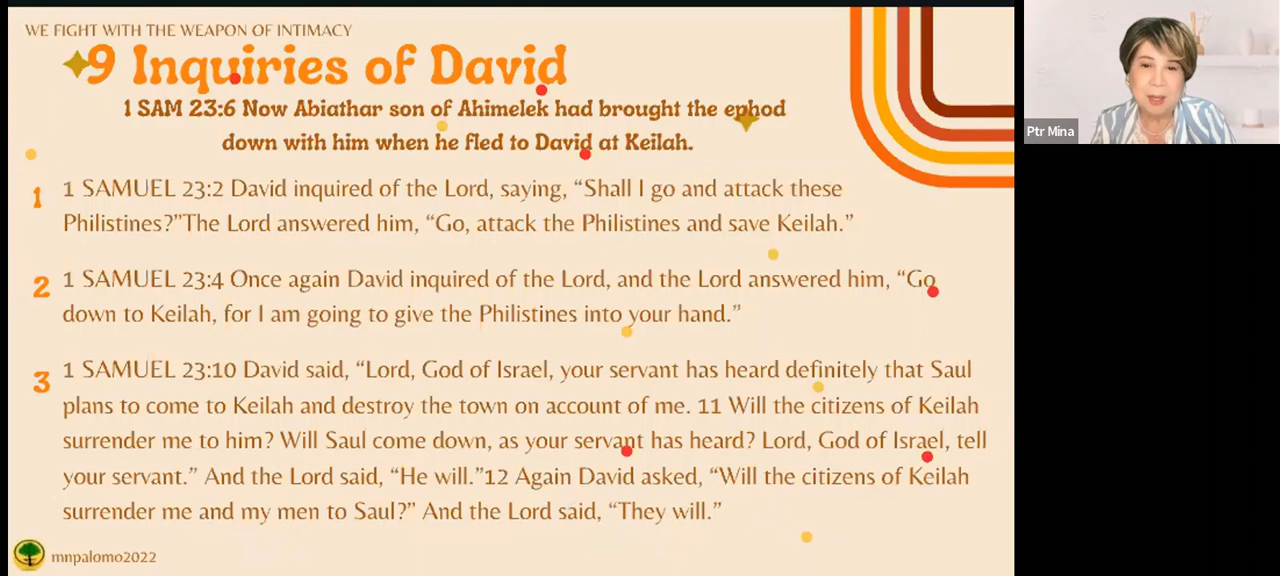 WE FIGHT WITH THE WEAPON OF INTIMACY
9 Inquiries of David
1 SAM 23:6 Now Abiathar son of Ahimelek had brought the ephod
down with him when he fled to David at Keilah.
1 1 SAMUEL 23:2 David inquired of the Lord, saying, “Shall I go and attack these
Philistines?”The Lord answered him, “Go, attack the Philistines and save Keilah.”
2 1 SAMUEL 23:4 Once again David inquired of the Lord, and the Lord answered him, “Go
down to Keilah, for I am going to give the Philistines into your hand.”
3 1 SAMUEL 23:10 David said, “Lord, God of Israel, your servant has heard definitely that Saul
plans to come to Keilah and destroy the town on account of me. 11 Will the citizens of Keilah
surrender me to him? Will Saul come down, as your servant has heard? Lord, God of Israel, tell
your servant.” And the Lord said, “He will.”12 Again David asked, “Will the citizens of Keilah
surrender me and my men to Saul?” And the Lord said, “They will.”
mnpalomo2022
Ptr Mina